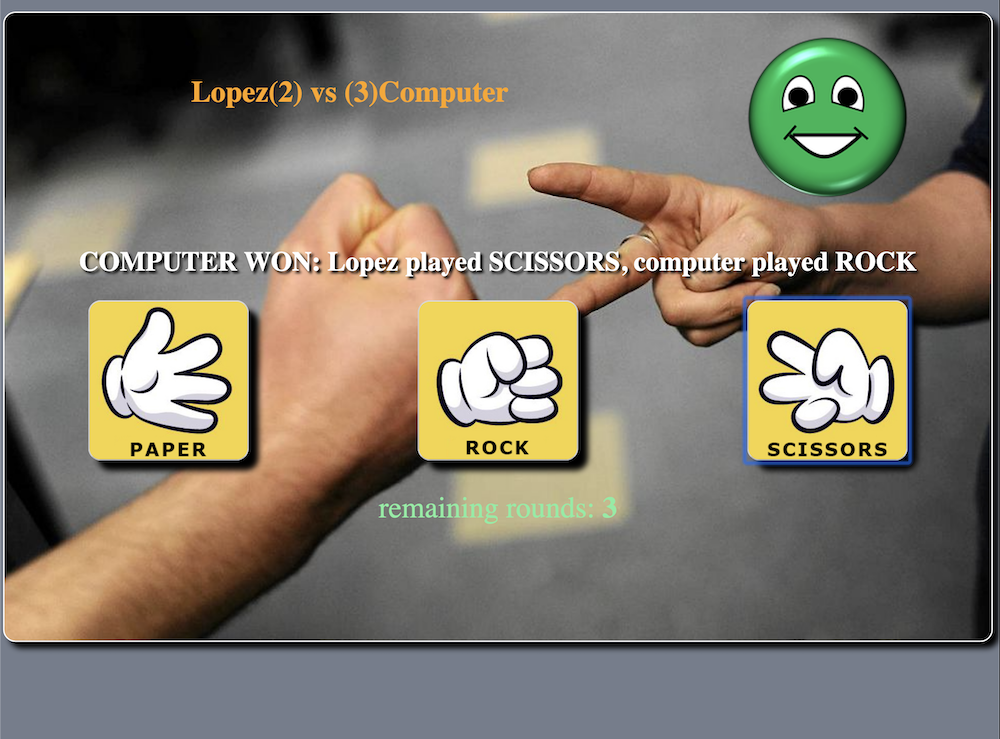 Lopez(2) vs (3)Computer
COMPUTER WON: Lopez played SCISSORS, computer played ROCK
PAPER
ROCK
SCISSORS
remaining rounds: 3